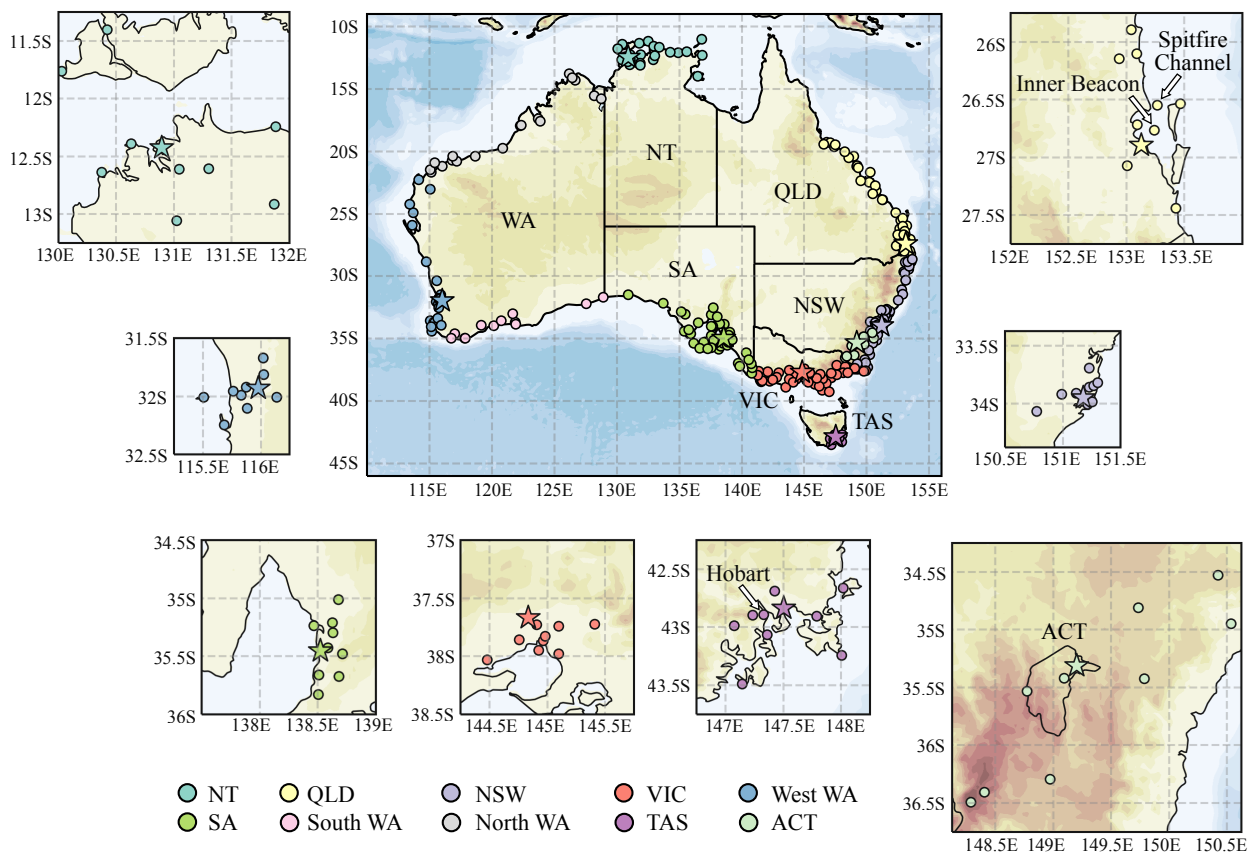 11.5S
12S
12.5S
13S
130E 130.5E 131E 131.5E 132E
10S
15S
20S
25S
30S
35S
40S
45S
115E 120E 125E 130E 135E 140E 145E 150E 155E
NT
QLD
WA
SA
NSW
VIC
TAS
26S
26.5S
27S
27.5S
152E 152.5E 153E 153.5E
Spitfire
Channel
Inner Beacon
31.5S
32S
32.5S
115.5E 116E
33.5S
34S
150.5E 151E 151.5E
34.5S
35S
35.5S
36S
138E 138.5E 139E
37S
37.5S
38S
38.5S
144.5E 145E 145.5E
42.5S
43S
43.5S
147E 147.5E 148E
Hobart
34.5S
35S
35.5S
36S
36.5S
148.5E 149E 149.5E 150E 150.5E
ACT
NT QLD NSW VIC West WA
SA South WA North WA TAS ACT